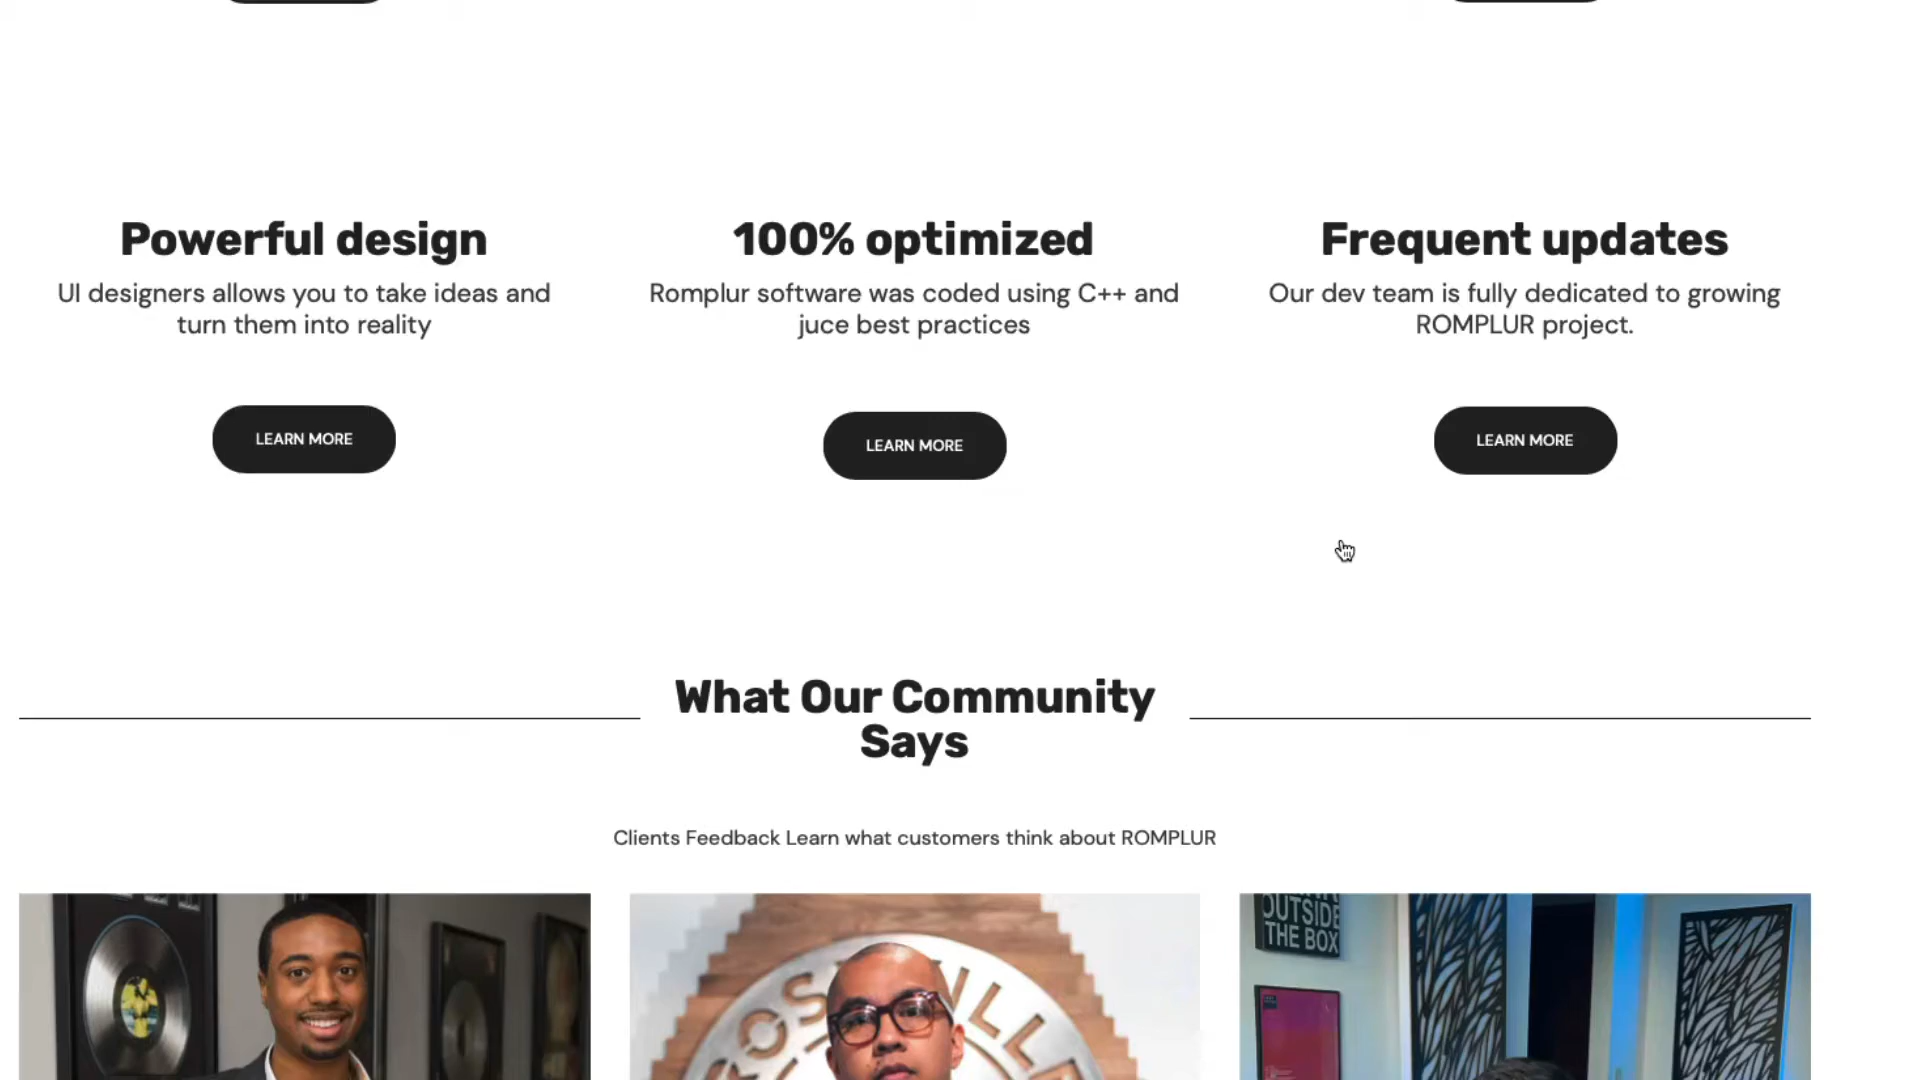 Powerful design
UI designers allows you to take ideas and
turn them into reality
LEARN MORE
100% optimized
Romplur software was coded using C++ and
juce best practices
LEARN MORE
Frequent updates
Our dev team is fully dedicated to growing
ROMPLUR project.
LEARN MORE
What Our Community
Says
Clients Feedback Learn what customers think about ROMPLUR
OUTSIDE
THE BOX